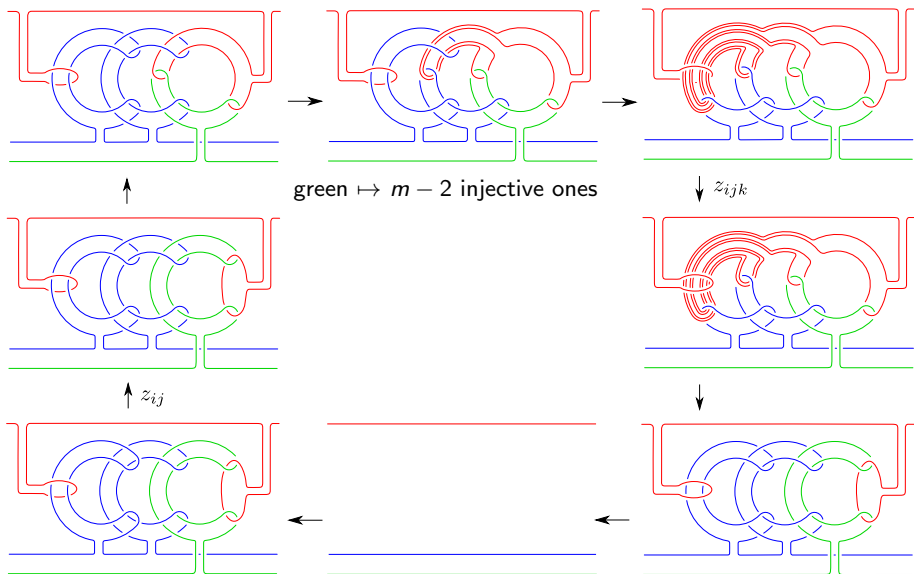 green ↦ m − 2 injective ones
z_{ijk}
z_{ij}